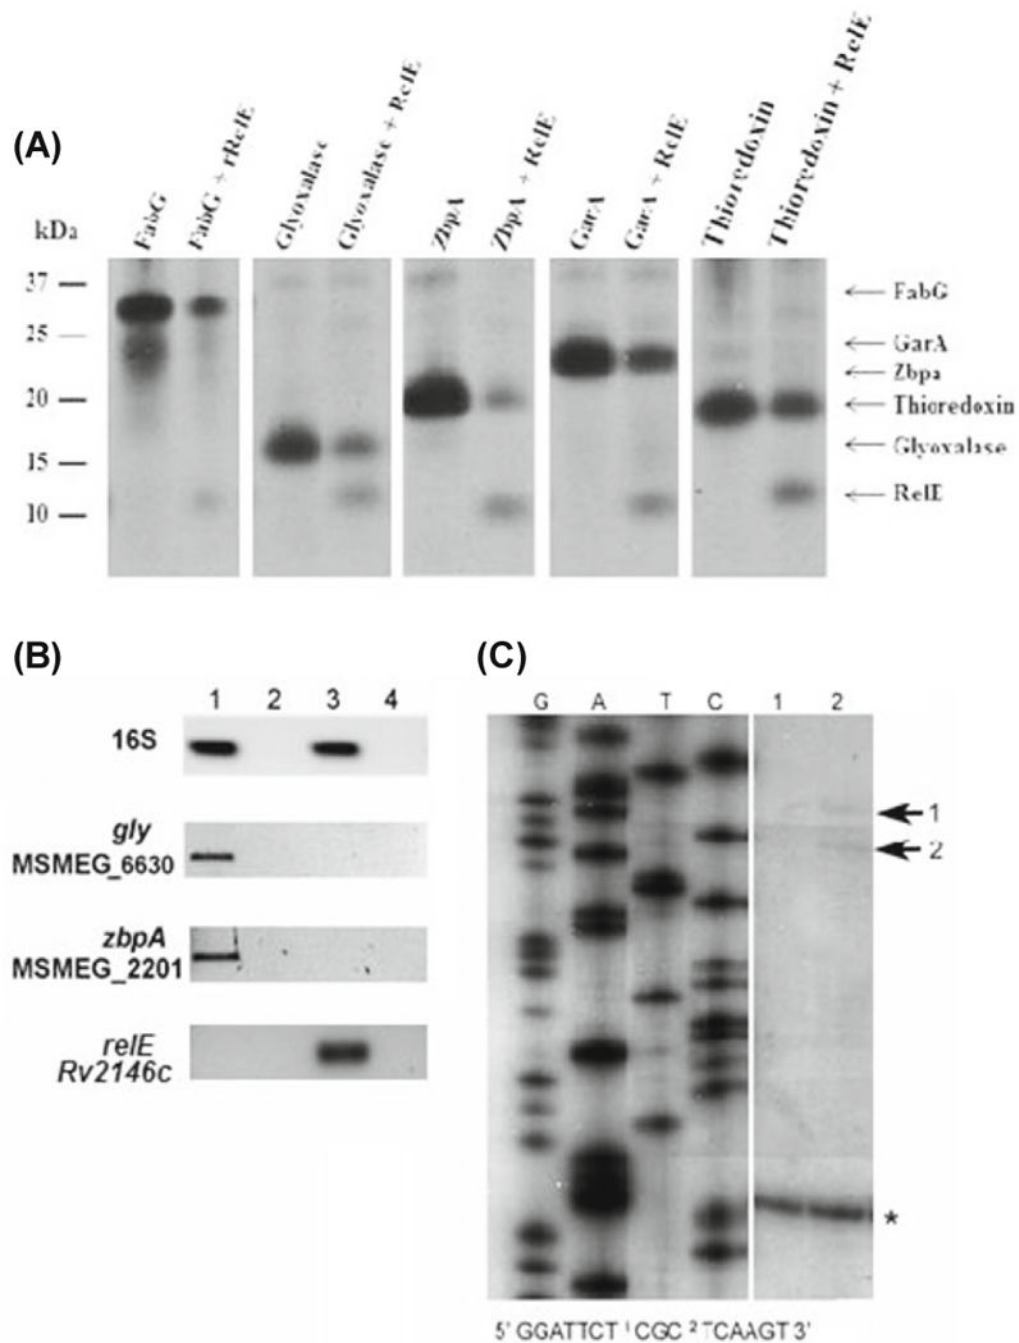 (A)
kDa
FabG
FabG + rRelE
Glyoxalase
Glyoxalase + RelE
ZbpA
ZbpA + RelE
GarA
GarA + RelE
Thioredoxin
Thioredoxin + RelE
37
25
20
15
10
FabG
GarA
Zbpa
Thioredoxin
Glyoxalase
RelE
(B)
1 2 3 4
16S
gly
MSMEG_6630
zbpA
MSMEG_2201
relE
Rv2146c
(C)
G A T C 1 2
1
2
*
5' GGATTCT ¹ CGC ² TCAAGT 3'